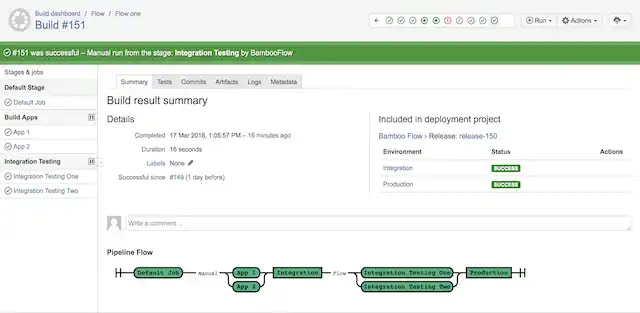 Build dashboard / Flow / Flow one
Build #151
Run
Actions
#151 was successful – Manual run from the stage: Integration Testing by BambooFlow
Stages & jobs
Default Stage
Default Job
Build Apps
App 1
App 2
Integration Testing
Integration Testing One
Integration Testing Two
Summary Tests Commits Artifacts Logs Metadata
Build result summary
Details
Completed 17 Mar 2018, 1:05:57 PM – 16 minutes ago
Duration 16 seconds
Labels None
Successful since #149 (1 day before)
Included in deployment project
Bamboo Flow › Release: release-150
Environment Status Actions
Integration SUCCESS
Production SUCCESS
Write a comment ...
Pipeline Flow
Default Job Manual App 1 Integration Flow Integration Testing One Production
App 2 Integration Testing Two